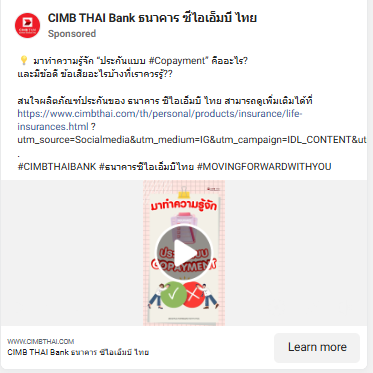 CIMB THAI Bank ธนาคาร ซีไอเอ็มบี ไทย
Sponsored
💡 มาทำความรู้จัก “ประกันแบบ #Copayment” คืออะไร?
และมีข้อดี ข้อเสียอะไรบ้างที่เราควรรู้??
สนใจผลิตภัณฑ์ประกันของ ธนาคาร ซีไอเอ็มบี ไทย สามารถดูเพิ่มเติมได้ที่
https://www.cimbthai.com/th/personal/products/insurance/life-
insurances.html ?
utm_source=Socialmedia&utm_medium=IG&utm_campaign=IDL_CONTENT&ut
.
#CIMBTHAIBANK #ธนาคารซีไอเอ็มบีไทย #MOVINGFORWARDWITHYOU
มาทำความรู้จัก
ประกันแบบ
COPAYMENT
WWW.CIMBTHAI.COM
CIMB THAI Bank ธนาคาร ซีไอเอ็มบี ไทย
Learn more